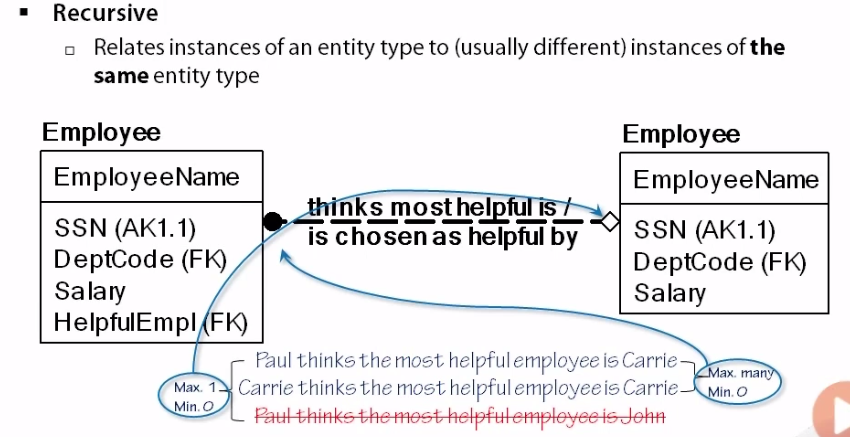 Recursive
Relates instances of an entity type to (usually different) instances of the
same entity type
Employee
EmployeeName
SSN (AK1.1)
DeptCode (FK)
Salary
HelpfulEmpl (FK)
thinks most helpful is /
is chosen as helpful by
Employee
EmployeeName
SSN (AK1.1)
DeptCode (FK)
Salary
Max. 1
Min. 0
Paul thinks the most helpful employee is Carrie
Carrie thinks the most helpful employee is Carrie
Paul thinks the most helpful employee is John
Max. many
Min. 0